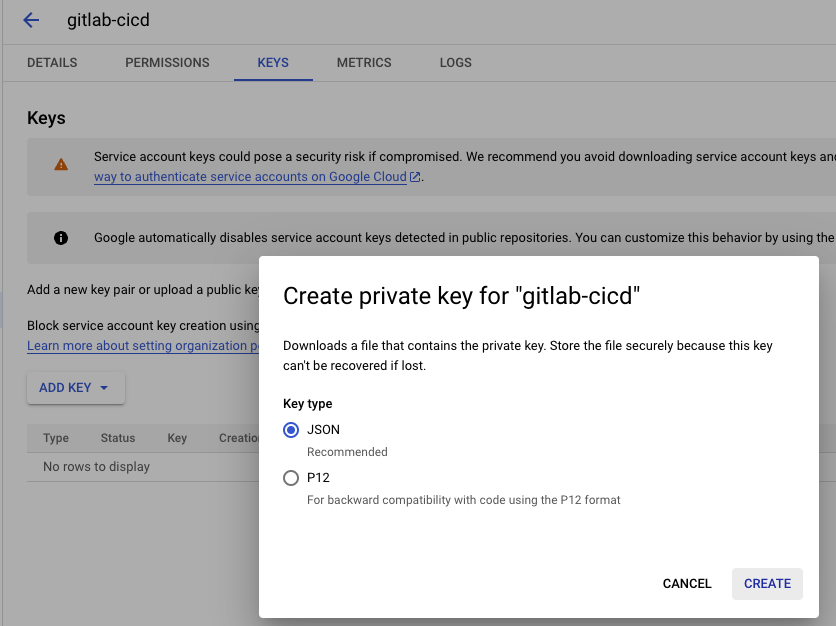 gitlab-cicd
DETAILS PERMISSIONS KEYS METRICS LOGS
Keys
Service account keys could pose a security risk if compromised. We recommend you avoid downloading service account keys and
way to authenticate service accounts on Google Cloud.
Google automatically disables service account keys detected in public repositories. You can customize this behavior by using the
Add a new key pair or upload a public key
Block service account key creation using
Learn more about setting organization po
ADD KEY
Type Status Key Creatio
No rows to display
Create private key for "gitlab-cicd"
Downloads a file that contains the private key. Store the file securely because this key
can't be recovered if lost.
Key type
JSON
Recommended
P12
For backward compatibility with code using the P12 format
CANCEL CREATE